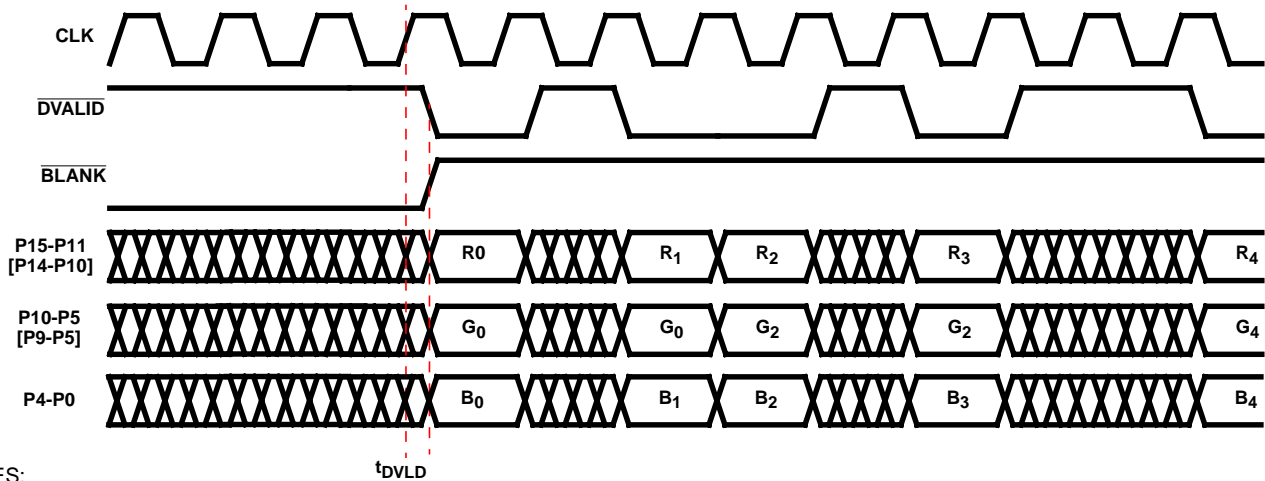 CLK
DVALID
BLANK
P15-P11
[P14-P10]
R0 R1 R2 R3 R4
P10-P5
[P9-P5]
G0 G0 G2 G2 G4
P4-P0
B0 B1 B2 B3 B4
tDVLD
ES: